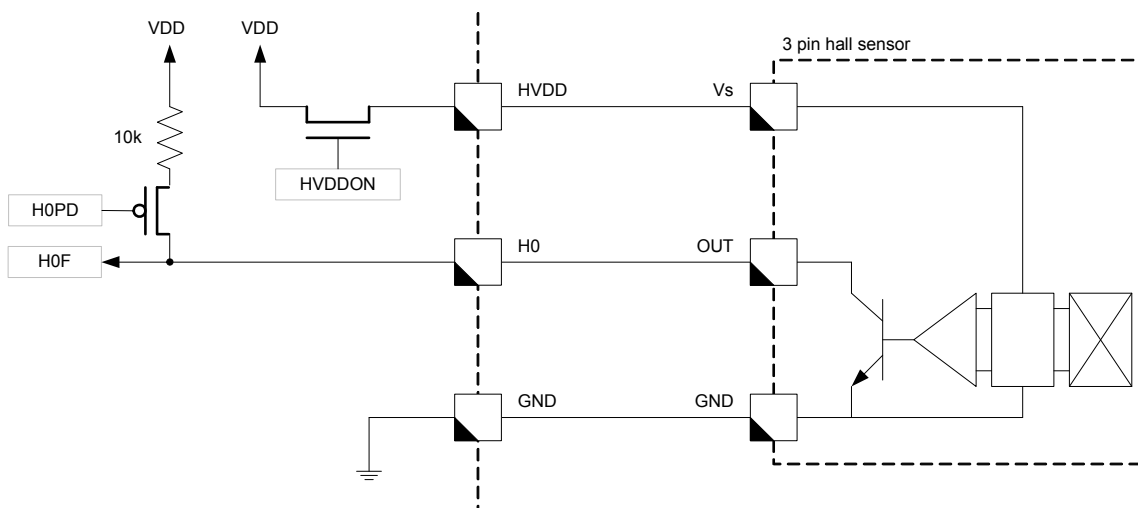 3 pin hall sensor
VDD
VDD
HVDD
Vs
10k
HVDDON
H0PD
H0
OUT
H0F
GND
GND